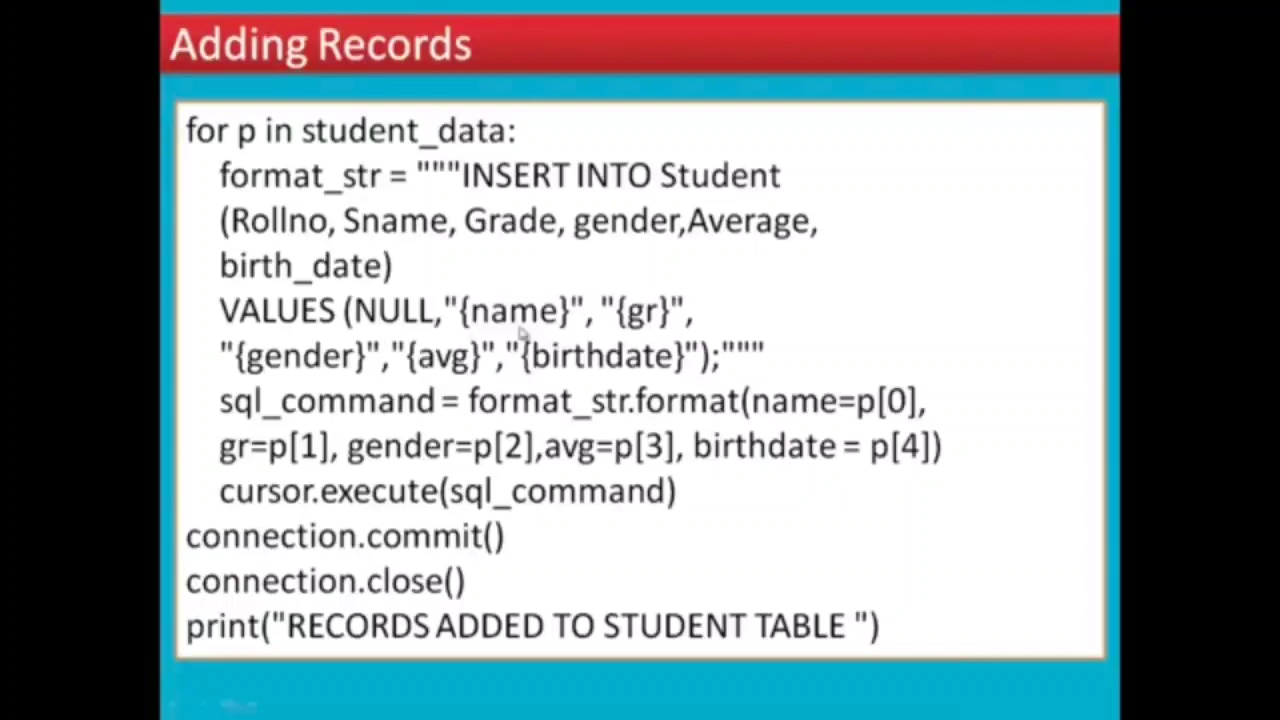 Adding Records
for p in student_data:
format_str = """INSERT INTO Student
(Rollno, Sname, Grade, gender,Average,
birth_date)
VALUES (NULL,"{name}", "{gr}",
"{gender}","{avg}","{birthdate}");"""
sql_command = format_str.format(name=p[0],
gr=p[1], gender=p[2],avg=p[3], birthdate = p[4])
cursor.execute(sql_command)
connection.commit()
connection.close()
print("RECORDS ADDED TO STUDENT TABLE ")